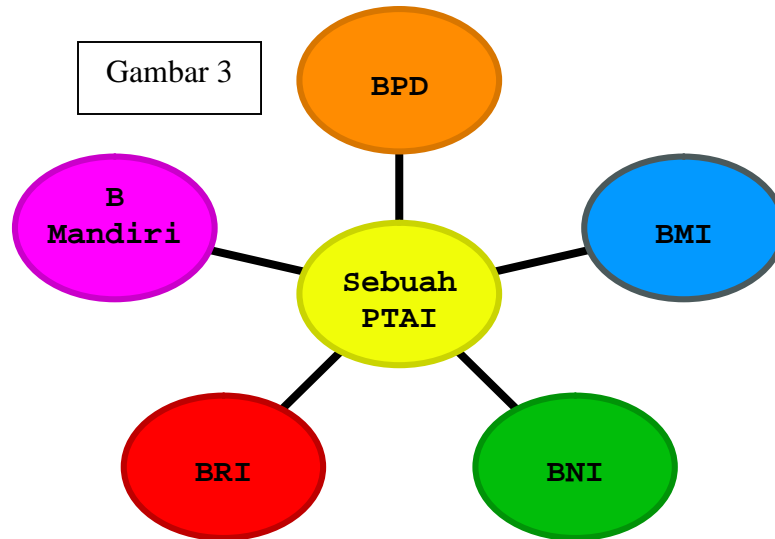 Gambar 3
BPD
B
Mandiri
BMI
Sebuah
PTAI
BRI
BNI